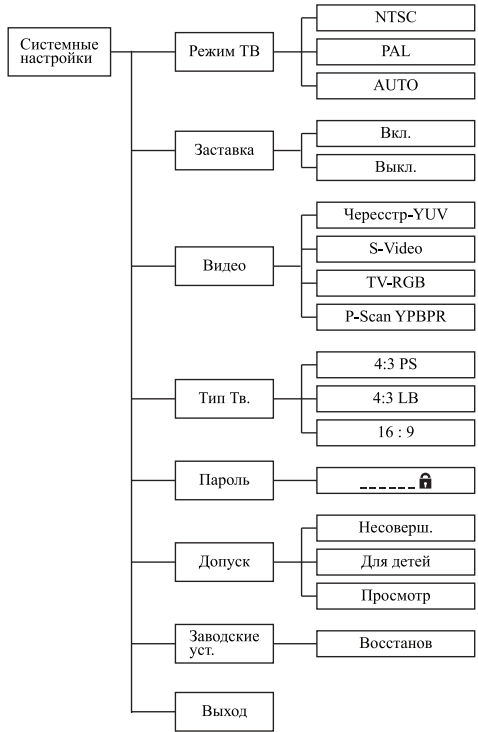 Системные
настройки
Режим ТВ
NTSC
PAL
AUTO
Заставка
Вкл.
Выкл.
Видео
Чересстр-YUV
S-Video
TV-RGB
P-Scan YPBPR
Тип Тв.
4:3 PS
4:3 LB
16 : 9
Пароль
_ _ _ _ _ _
Допуск
Несоверш.
Для детей
Просмотр
Заводские
уст.
Восстанов
Выход